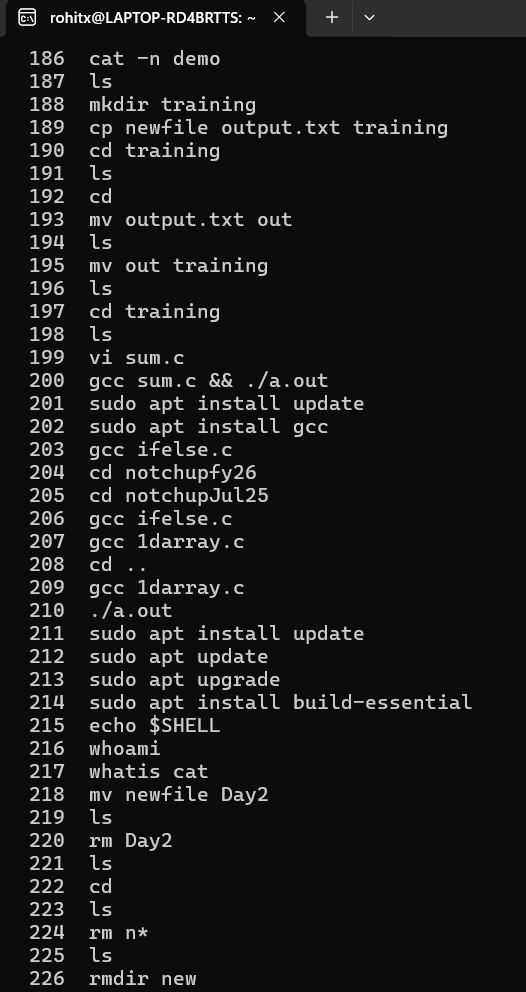 rohitx@LAPTOP-RD4BRTTS: ~
186 cat -n demo
187 ls
188 mkdir training
189 cp newfile output.txt training
190 cd training
191 ls
192 cd
193 mv output.txt out
194 ls
195 mv out training
196 ls
197 cd training
198 ls
199 vi sum.c
200 gcc sum.c && ./a.out
201 sudo apt install update
202 sudo apt install gcc
203 gcc ifelse.c
204 cd notchupfy26
205 cd notchupJul25
206 gcc ifelse.c
207 gcc 1darray.c
208 cd ..
209 gcc 1darray.c
210 ./a.out
211 sudo apt install update
212 sudo apt update
213 sudo apt upgrade
214 sudo apt install build-essential
215 echo $SHELL
216 whoami
217 whatis cat
218 mv newfile Day2
219 ls
220 rm Day2
221 ls
222 cd
223 ls
224 rm n*
225 ls
226 rmdir new